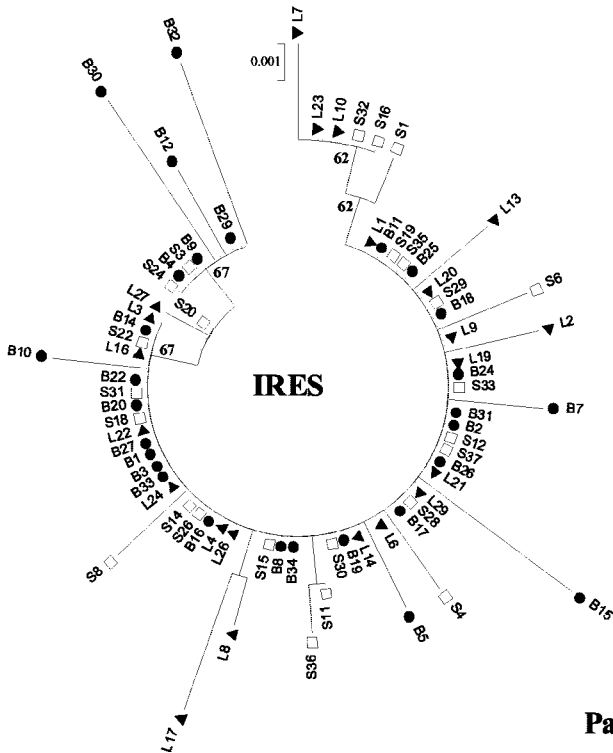 L7
0.001
L23
L10
S32
S16
S1
62
62
L1
B11
S19
S35
B25
L13
L20
S29
B18
S6
L9
L2
L19
B24
S33
B7
B31
B2
S12
S37
B26
L21
L29
S28
B17
B15
L6
S4
B5
L14
B19
S30
S11
S36
B34
B8
S15
L8
L17
L26
L4
B16
S26
S14
S8
L24
B33
B3
B1
B27
L22
S18
B20
S31
B22
B10
L16
S22
B14
L3
L27
67
S20
S24
B4
S3
B9
67
B29
B12
B30
B32
IRES
Pa